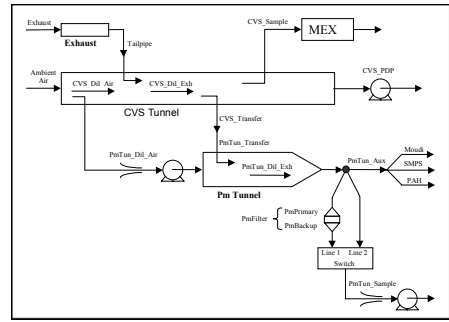 Exhaust
CVS_Sample
MEX
Exhaust
Tailpipe
Ambient
Air
CVS_Dil_Air
CVS_Dil_Exh
CVS_PDP
CVS Tunnel
CVS_Transfer
PmTun_Transfer
PmTun_Dil_Air
PmTun_Dil_Exh
PmTun_Aux
Moudi
SMPS
PAH
Pm Tunnel
PmFilter
PmPrimary
PmBackup
Line 1 Line 2
Switch
PmTun_Sample